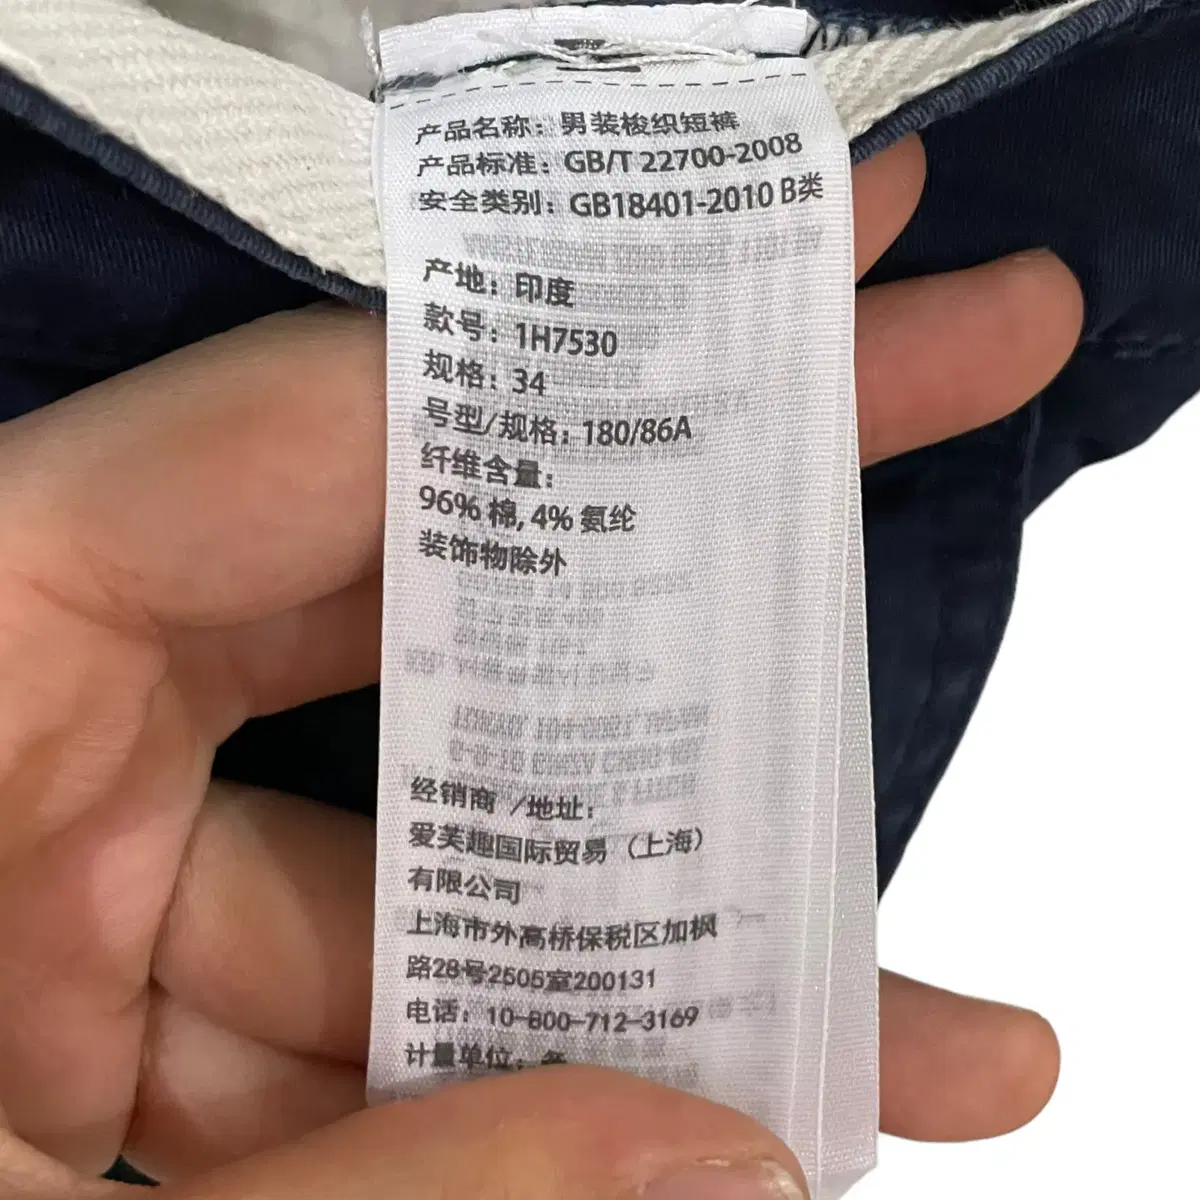 产品名称：男装梭织短裤
产品标准：GB/T 22700-2008
安全类别：GB18401-2010 B类
产地：印度
款号：1H7530
规格：34
号型/规格：180/86A
纤维含量：
96% 棉, 4% 氨纶
装饰物除外
经销商 /地址：
爱芙趣国际贸易（上海）
有限公司
上海市外高桥保税区加枫
路28号2505室200131
电话：10-800-712-3169
计量单位：条